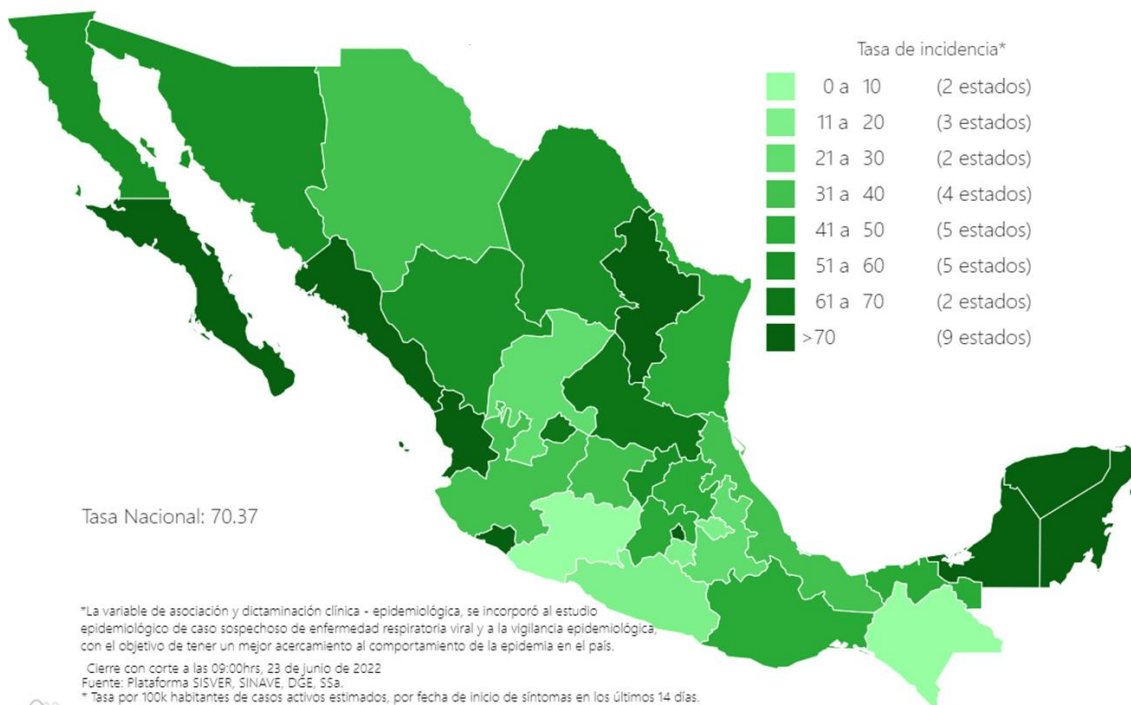 Tasa de incidencia*
0 a 10 (2 estados)
11 a 20 (3 estados)
21 a 30 (2 estados)
31 a 40 (4 estados)
41 a 50 (5 estados)
51 a 60 (5 estados)
61 a 70 (2 estados)
>70 (9 estados)
Tasa Nacional: 70.37
*La variable de asociación y dictaminación clínica - epidemiológica, se incorporó al estudio
epidemiológico de caso sospechoso de enfermedad respiratoria viral y a la vigilancia epidemiológica,
con el objetivo de tener un mejor acercamiento al comportamiento de la epidemia en el país.
Cierre con corte a las 09:00hrs, 23 de junio de 2022
Fuente: Plataforma SISVER, SINAVE, DGE, SSa.
* Tasa por 100k habitantes de casos activos estimados, por fecha de inicio de síntomas en los últimos 14 días.